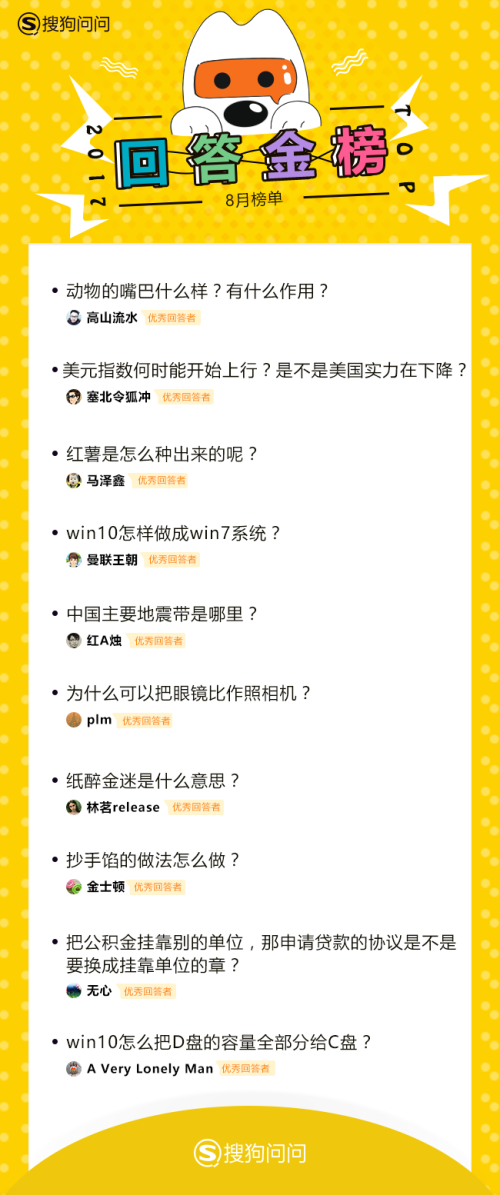 搜狗问问
2017
回答金榜
TOP
8月榜单
• 动物的嘴巴什么样？有什么作用？
高山流水 优秀回答者
• 美元指数何时能开始上行？是不是美国实力在下降？
塞北令狐冲 优秀回答者
• 红薯是怎么种出来的呢？
马泽鑫 优秀回答者
• win10怎样做成win7系统？
曼联王朝 优秀回答者
• 中国主要地震带是哪里？
红A烛 优秀回答者
• 为什么可以把眼镜比作照相机？
plm 优秀回答者
• 纸醉金迷是什么意思？
林茗release 优秀回答者
• 抄手馅的做法怎么做？
金士顿 优秀回答者
• 把公积金挂靠别的单位，那申请贷款的协议是不是
要换成挂靠单位的章？
无心 优秀回答者
• win10怎么把D盘的容量全部分给C盘？
A Very Lonely Man 优秀回答者
搜狗问问